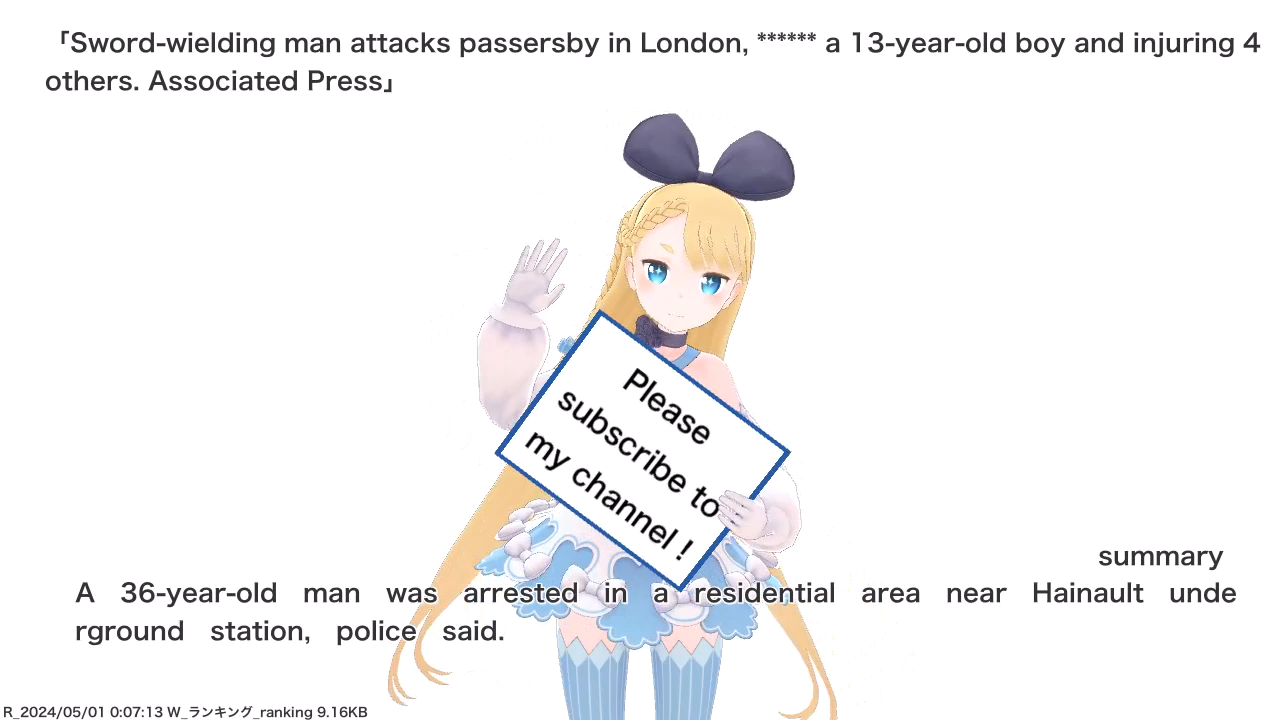 「Sword-wielding man attacks passersby in London, ****** a 13-year-old boy and injuring 4
others. Associated Press」
Please
subscribe to
my channel !
summary
A 36-year-old man was arrested in a residential area near Hainault unde
rground station, police said.
R_2024/05/01 0:07:13 W_ランキング_ranking 9.16KB